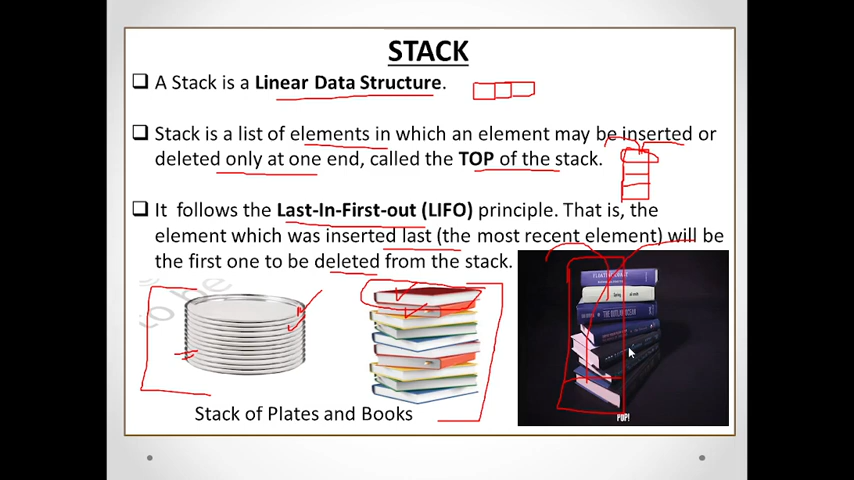 STACK
❑ A Stack is a Linear Data Structure.
❑ Stack is a list of elements in which an element may be inserted or
deleted only at one end, called the TOP of the stack.
❑ It follows the Last-In-First-out (LIFO) principle. That is, the
element which was inserted last (the most recent element) will be
the first one to be deleted from the stack.
to be
Stack of Plates and Books
POP!